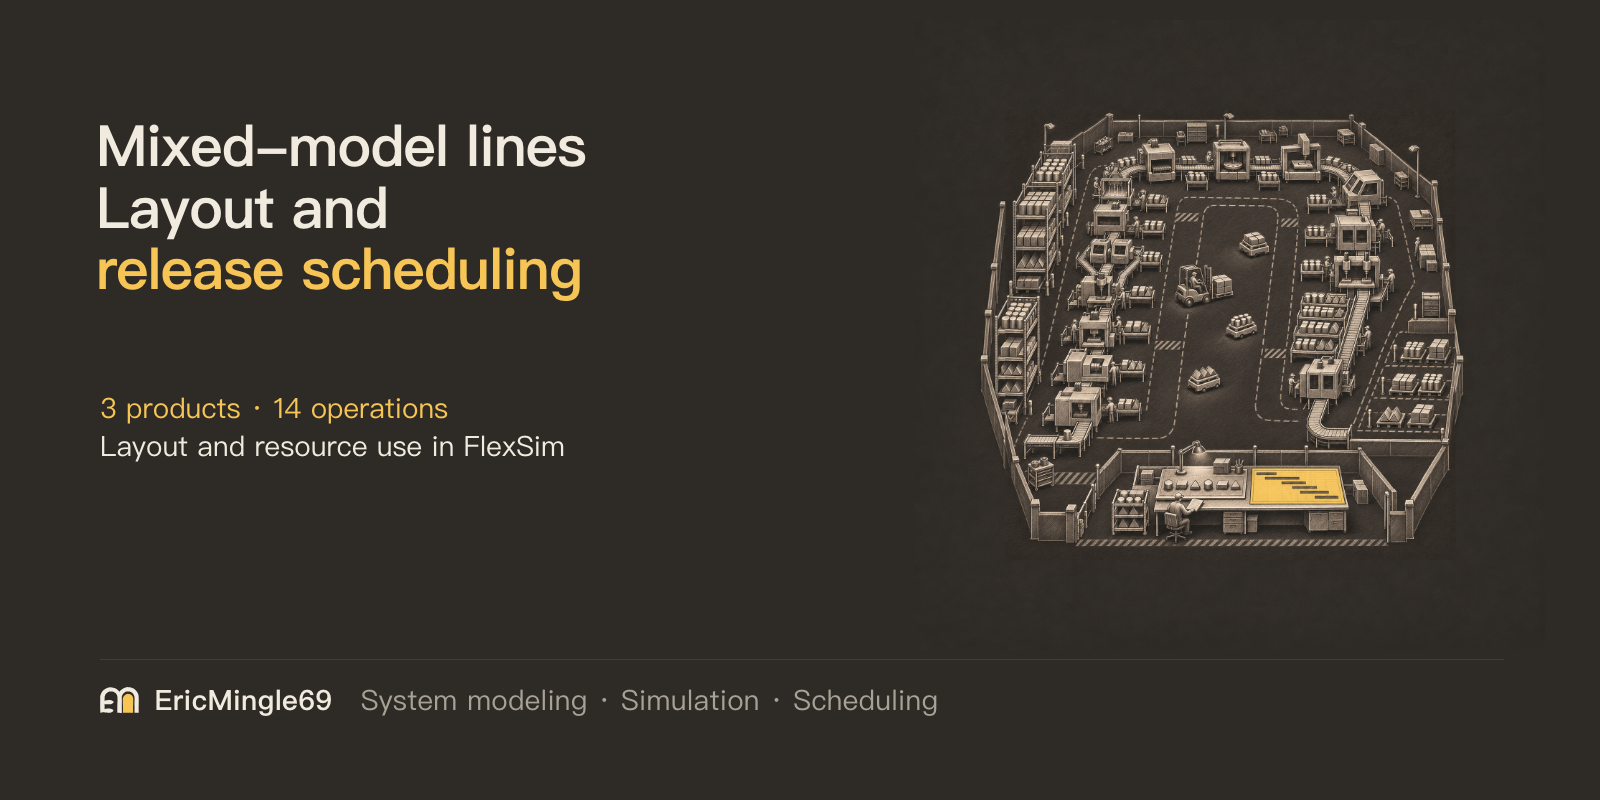 Mixed–model lines
Layout and
release scheduling
3 products · 14 operations
Layout and resource use in FlexSim
EricMingle69 System modeling · Simulation · Scheduling